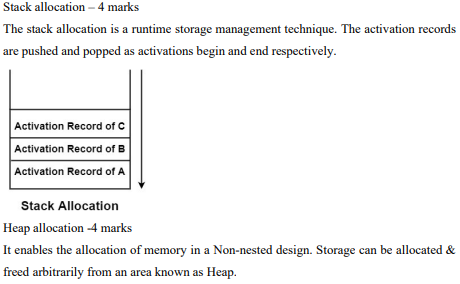 Stack allocation – 4 marks
The stack allocation is a runtime storage management technique. The activation records
are pushed and popped as activations begin and end respectively.
Activation Record of C
Activation Record of B
Activation Record of A
Stack Allocation
Heap allocation -4 marks
It enables the allocation of memory in a Non-nested design. Storage can be allocated &
freed arbitrarily from an area known as Heap.